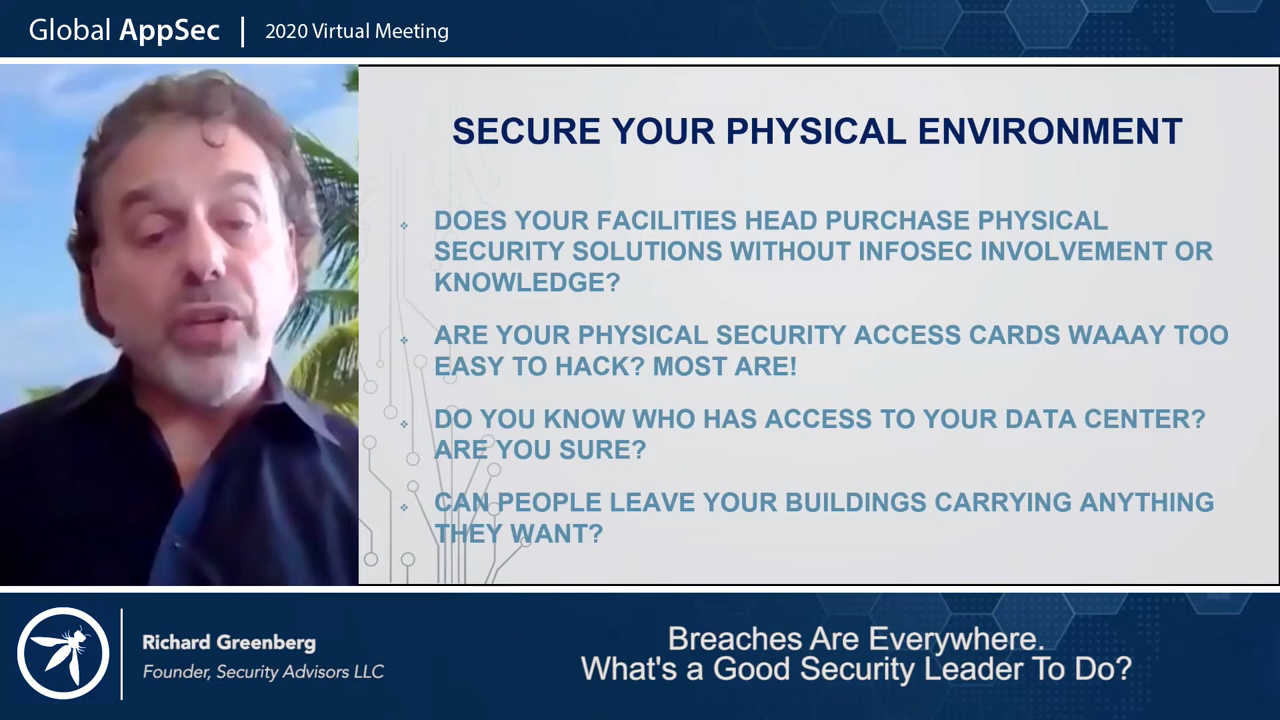 Global AppSec | 2020 Virtual Meeting
SECURE YOUR PHYSICAL ENVIRONMENT
DOES YOUR FACILITIES HEAD PURCHASE PHYSICAL
SECURITY SOLUTIONS WITHOUT INFOSEC INVOLVEMENT OR
KNOWLEDGE?
ARE YOUR PHYSICAL SECURITY ACCESS CARDS WAAAY TOO
EASY TO HACK? MOST ARE!
DO YOU KNOW WHO HAS ACCESS TO YOUR DATA CENTER?
ARE YOU SURE?
CAN PEOPLE LEAVE YOUR BUILDINGS CARRYING ANYTHING
THEY WANT?
Richard Greenberg
Founder, Security Advisors LLC
Breaches Are Everywhere.
What's a Good Security Leader To Do?